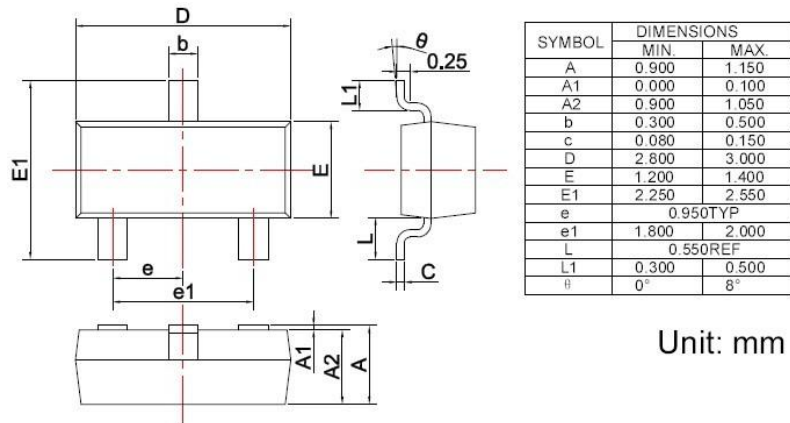 D
b
θ
0.25
L1
E1
E
L
C
e
e1
A1
A2
A
SYMBOL DIMENSIONS
MIN. MAX.
A 0.900 1.150
A1 0.000 0.100
A2 0.900 1.050
b 0.300 0.500
c 0.080 0.150
D 2.800 3.000
E 1.200 1.400
E1 2.250 2.550
e 0.950TYP
e1 1.800 2.000
L 0.550REF
L1 0.300 0.500
θ 0° 8°
Unit: mm